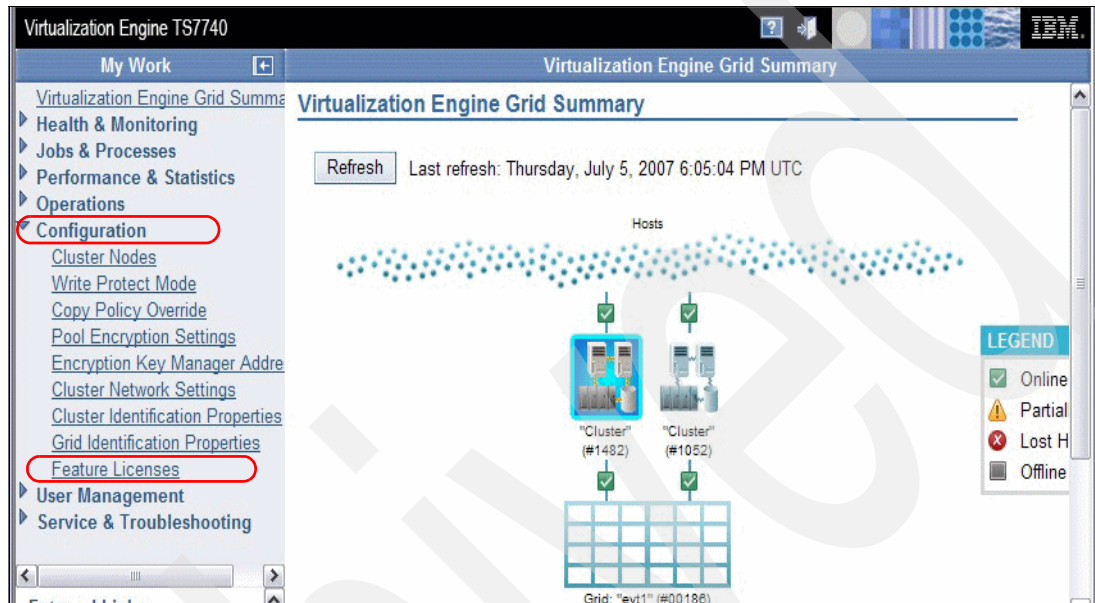 Virtualization Engine TS7740
?
IBM.
My Work
Virtualization Engine Grid Summary
Virtualization Engine Grid Summa
Health & Monitoring
Jobs & Processes
Performance & Statistics
Operations
Configuration
Cluster Nodes
Write Protect Mode
Copy Policy Override
Pool Encryption Settings
Encryption Key Manager Addre
Cluster Network Settings
Cluster Identification Properties
Grid Identification Properties
Feature Licenses
User Management
Service & Troubleshooting
Virtualization Engine Grid Summary
Refresh
Last refresh: Thursday, July 5, 2007 6:05:04 PM UTC
Hosts
"Cluster"
(#1482)
"Cluster"
(#1052)
Grid: "evt1" (#00186)
LEGEND
Online
Partial
Lost H
Offline